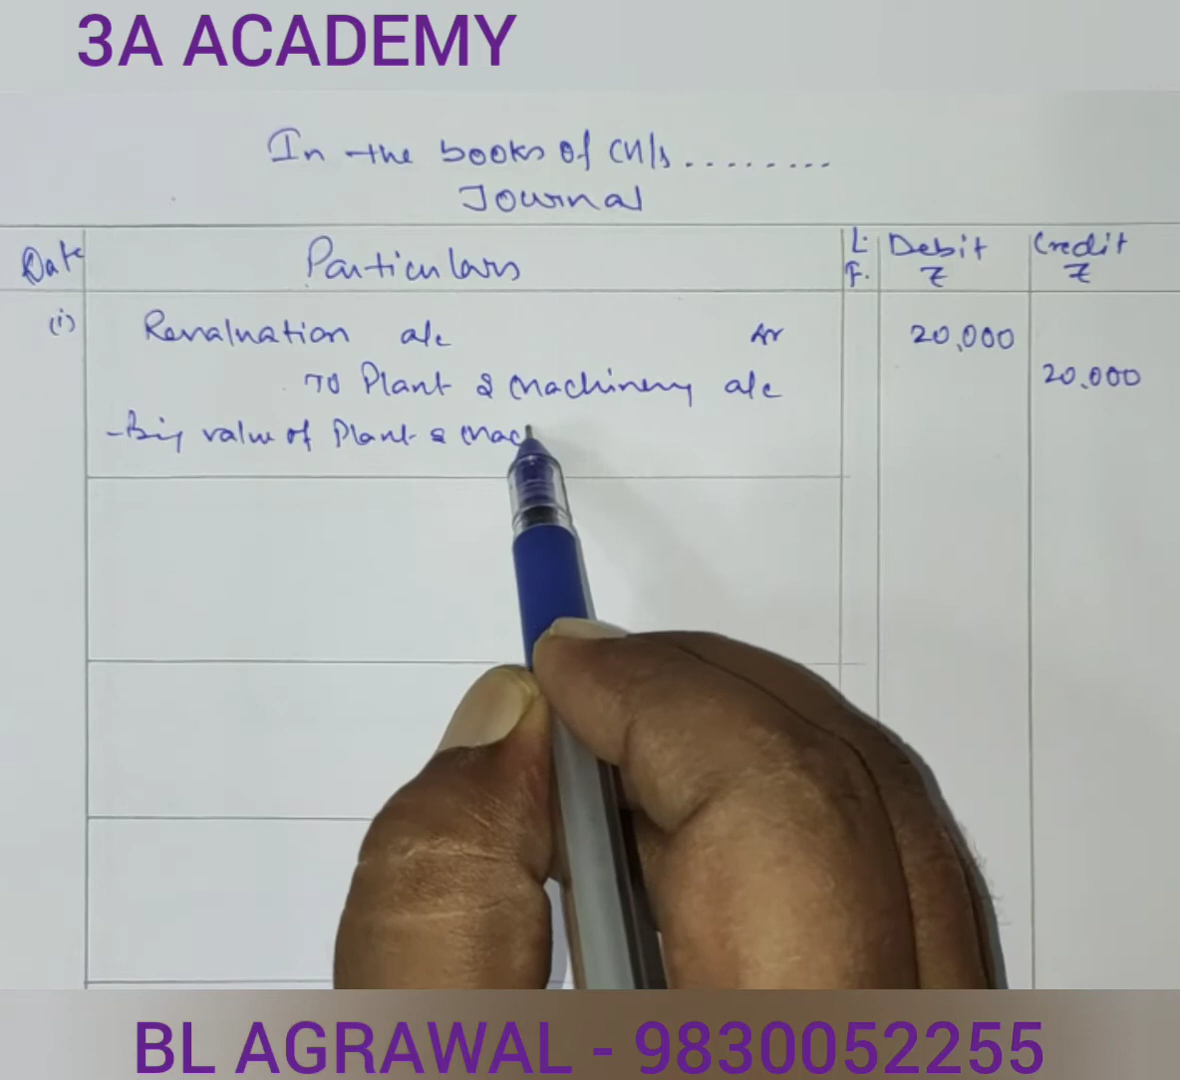 3A ACADEMY
In the books of M/s.........
Journal
Date Particulars L. F. Debit ₹ Credit ₹
(i) Revaluation a/c Dr 20,000
To Plant & Machinery a/c 20,000
-Big value of Plant & Mac
BL AGRAWAL - 9830052255